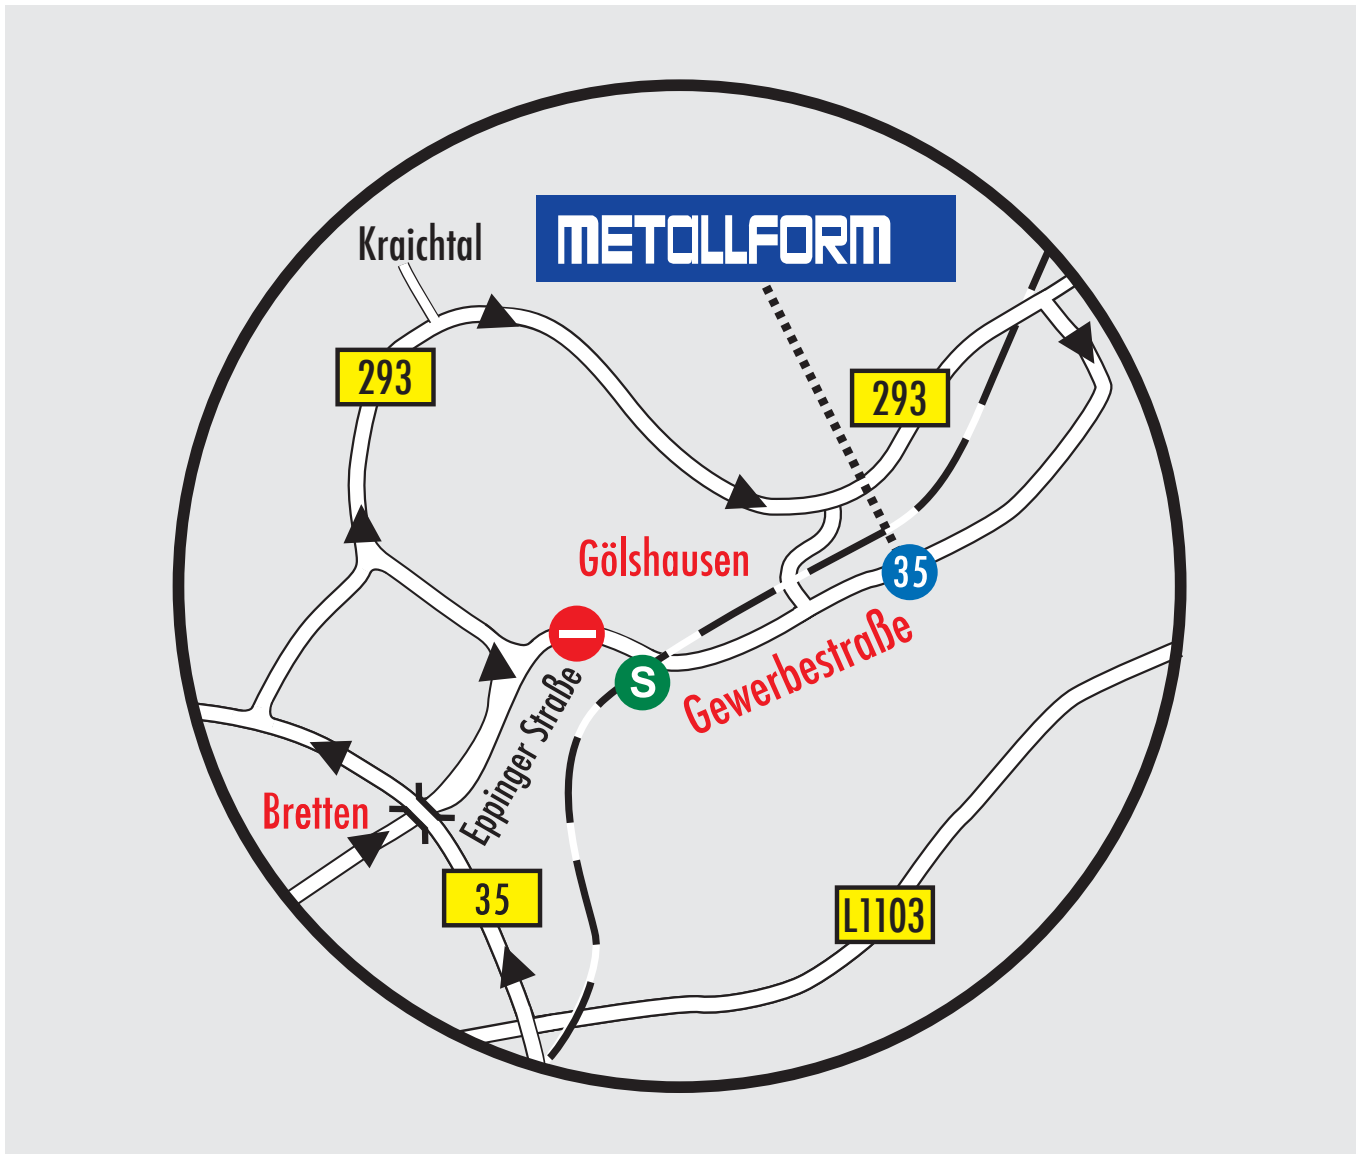 METALLFORM
Kraichtal
293
293
Gölshausen
35
Gewerbestraße
S
Eppinger Straße
Bretten
35
L1103